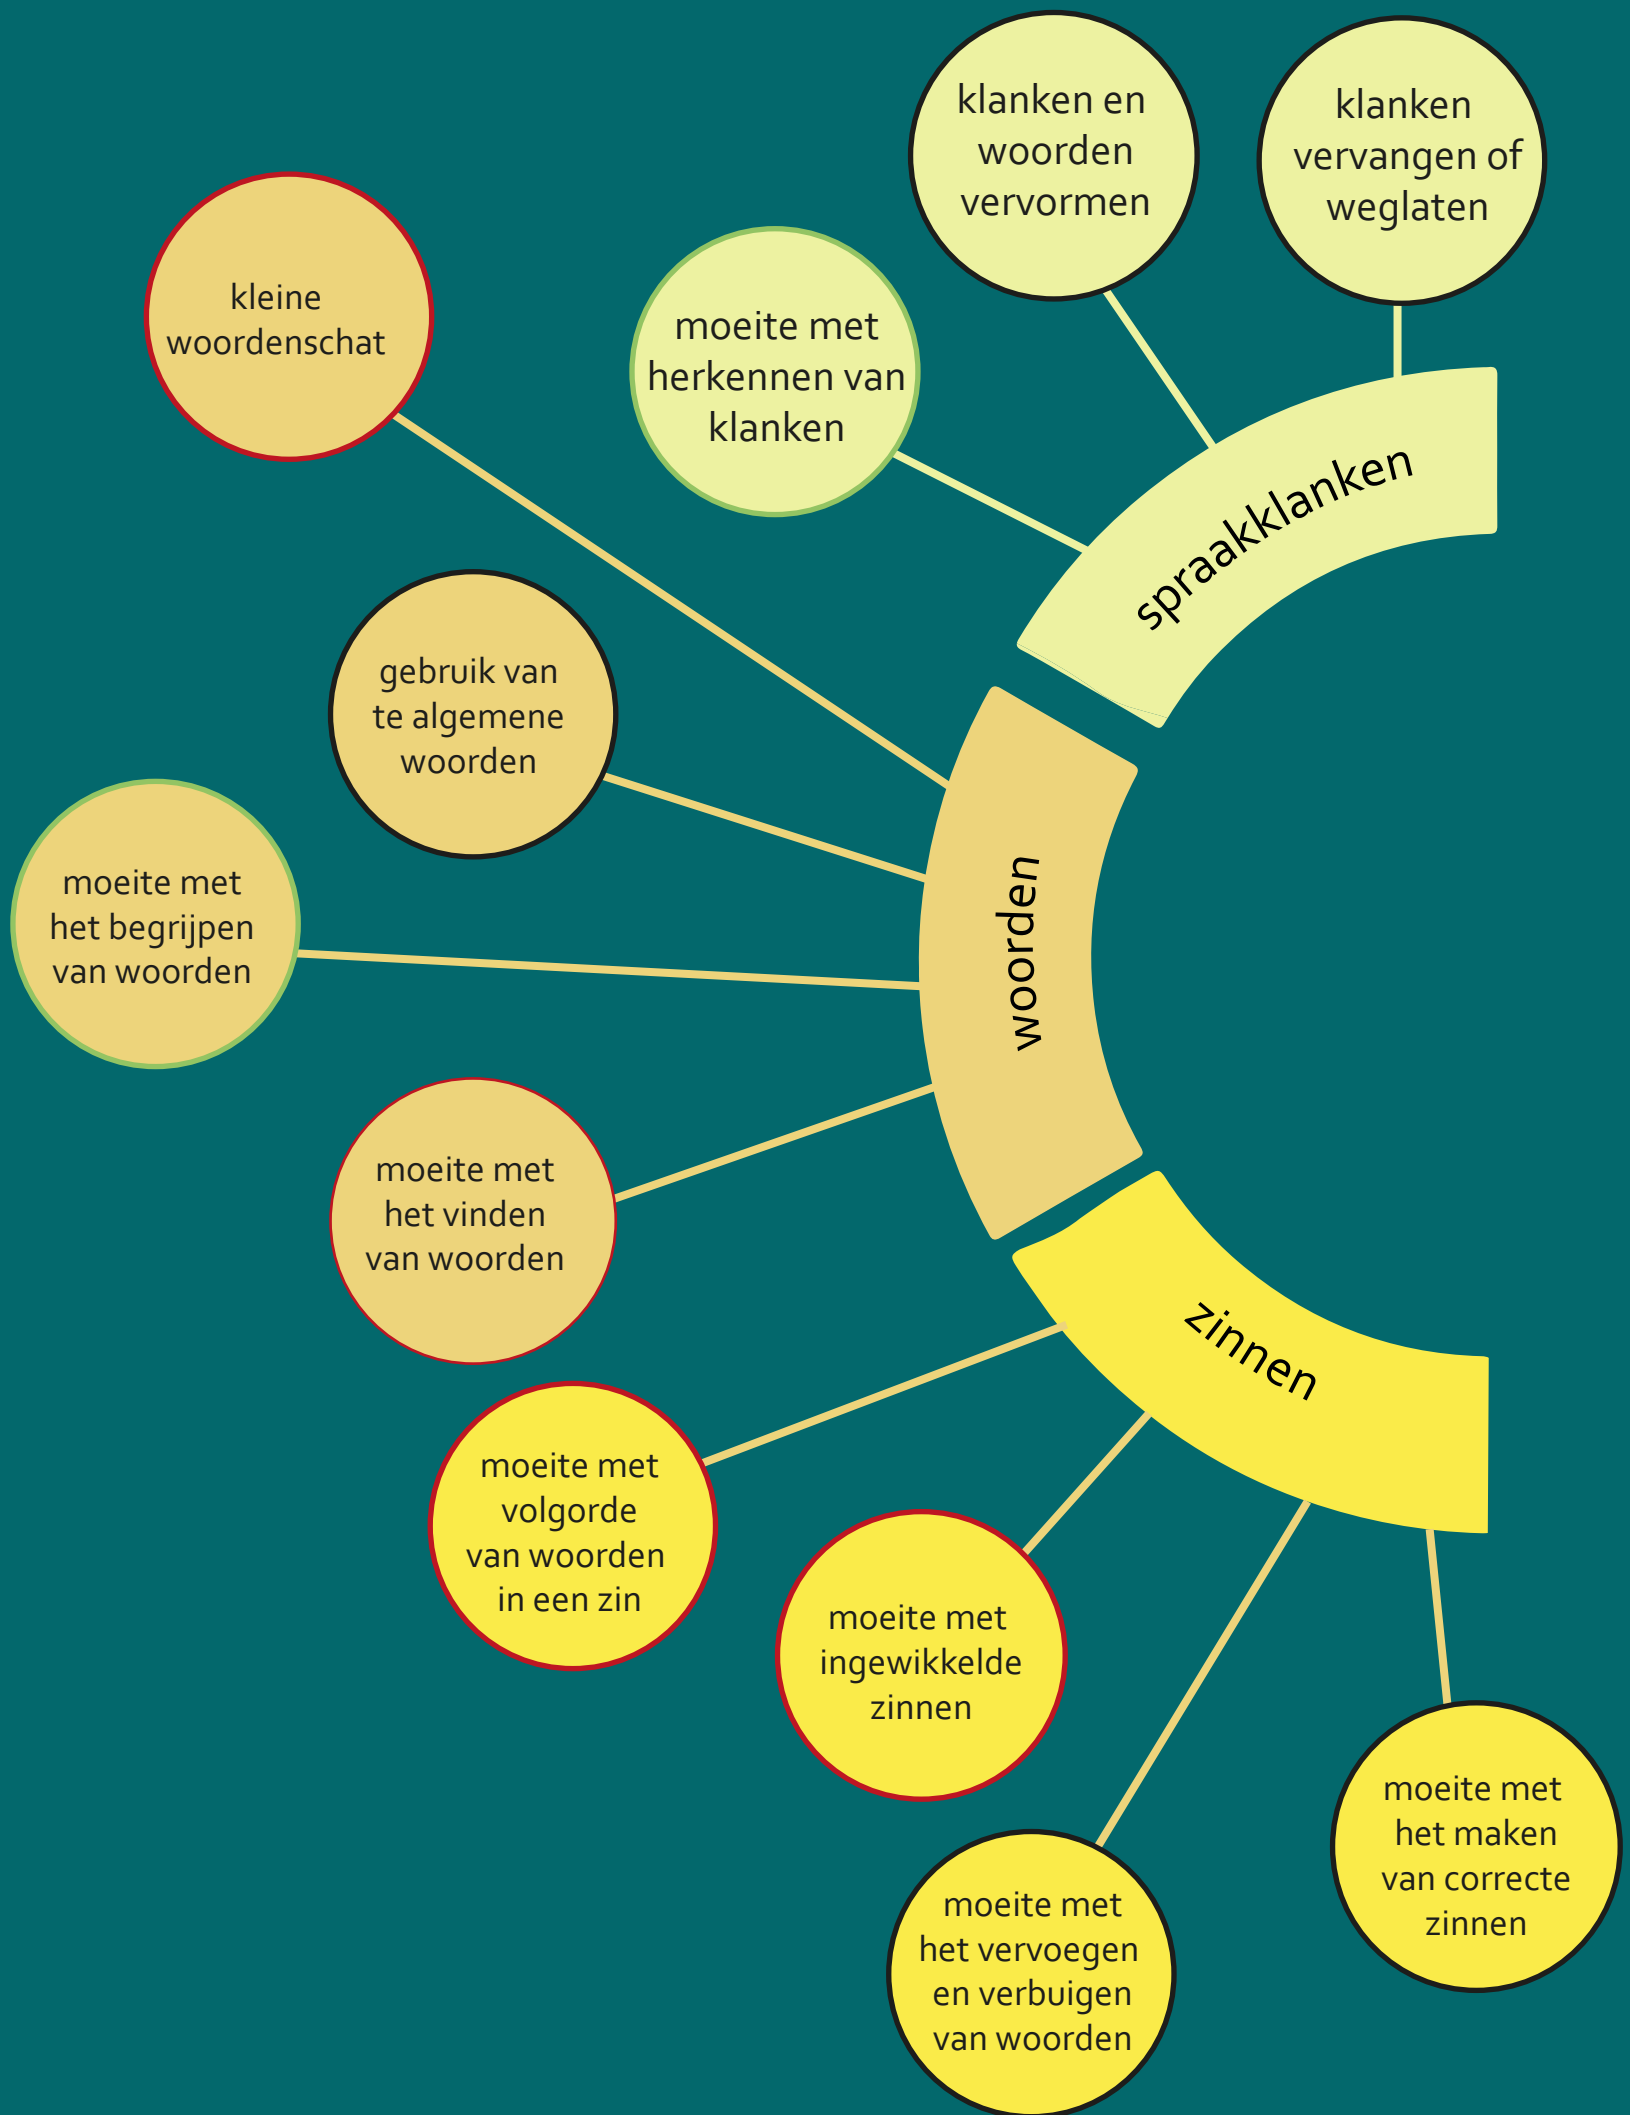 klanken en
woorden
vervormen
klanken
vervangen of
weglaten
moeite met
herkennen van
klanken
spraakklanken
kleine
woordenschat
gebruik van
te algemene
woorden
moeite met
het begrijpen
van woorden
woorden
moeite met
het vinden
van woorden
zinnen
moeite met
volgorde
van woorden
in een zin
moeite met
ingewikkelde
zinnen
moeite met
het vervoegen
en verbuigen
van woorden
moeite met
het maken
van correcte
zinnen